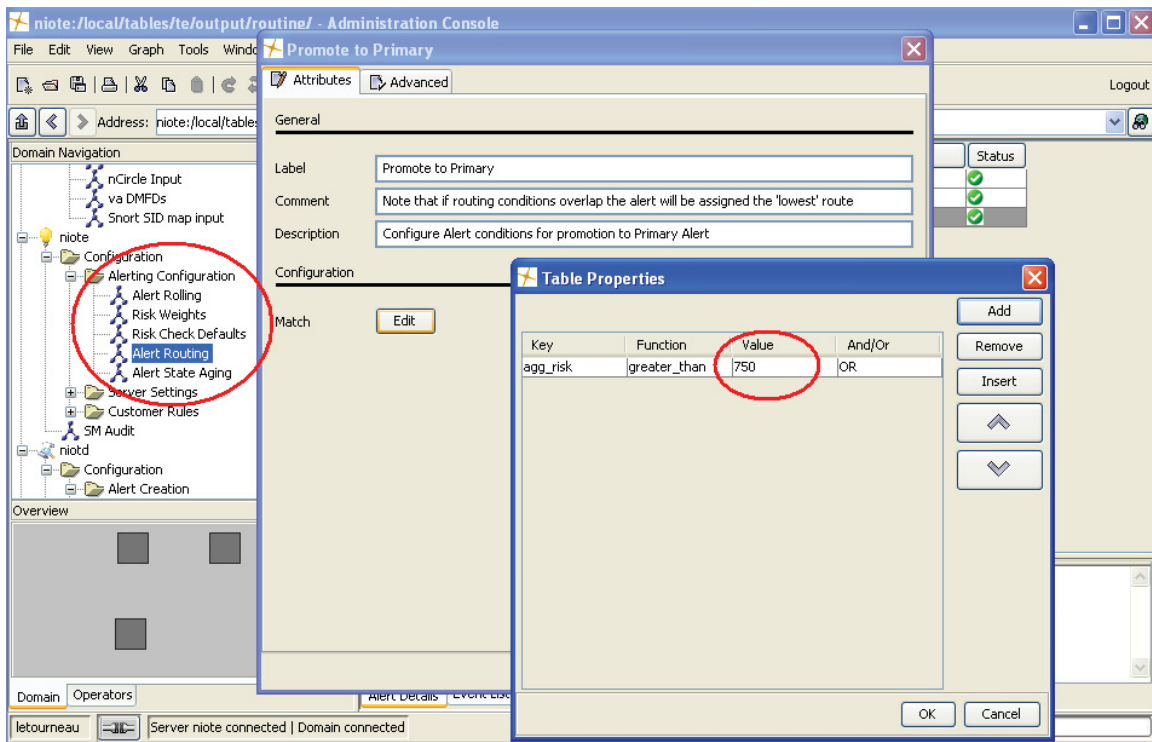 niote:/local/tables/te/output/routine/ - Administration Console
File Edit View Graph Tools
Logout
Address: niote:/local/tables
Domain Navigation
nCircle Input
va DMFDs
Snort SID map input
niote
Configuration
Alerting Configuration
Alert Rolling
Risk Weights
Risk Check Defaults
Alert Routing
Alert State Aging
Server Settings
Customer Rules
SM Audit
niotd
Configuration
Alert Creation
Overview
Domain Operators
letourneau Server niote connected | Domain connected
Promote to Primary
Attributes Advanced
General
Label Promote to Primary
Comment Note that if routing conditions overlap the alert will be assigned the 'lowest' route
Description Configure Alert conditions for promotion to Primary Alert
Configuration
Match Edit
Status
Table Properties
Key Function Value And/Or
agg_risk greater_than 750 OR
Add
Remove
Insert
OK Cancel
Alert Details